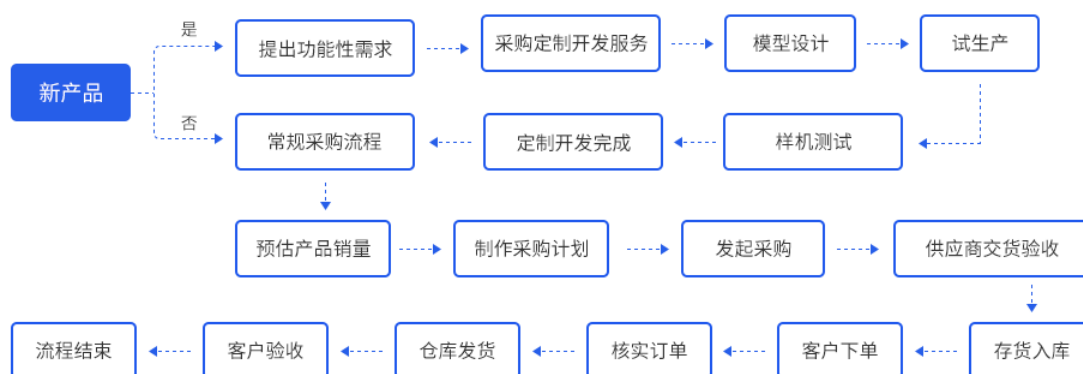 是
提出功能性需求
采购定制开发服务
模型设计
试生产
新产品
否
常规采购流程
定制开发完成
样机测试
预估产品销量
制作采购计划
发起采购
供应商交货验收
流程结束
客户验收
仓库发货
核实订单
客户下单
存货入库